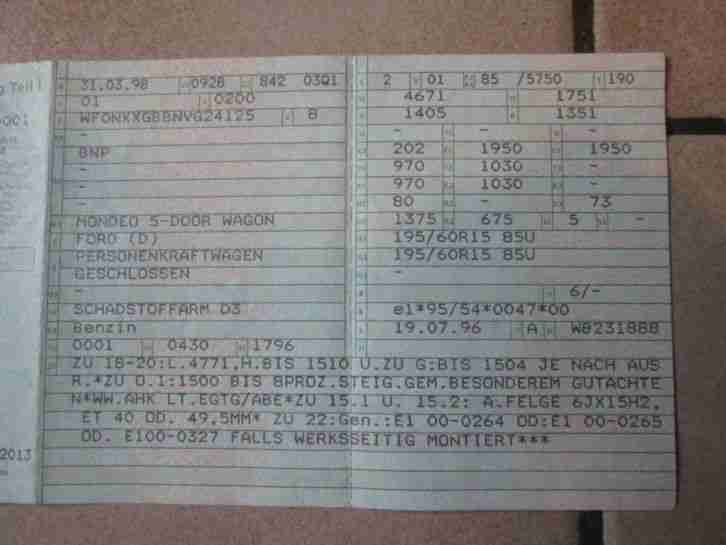 31.03.98 0928 842 0301
01 0200
WF0NXXGBBNVG24125 8
-
BNP
-
-
-
MONDEO 5-DOOR WAGON
FORD (D)
PERSONENKRAFTWAGEN
GESCHLOSSEN
-
SCHADSTOFFARM D3
Benzin
0001 0430 1796
2 01 85 /5750 190
4671 1751
1405 1351
- - -
202 1950 1950
970 1030 -
970 1030 -
80 - 73
1375 675 5 -
195/60R15 85U
195/60R15 85U
-
6/-
e1*95/54*0047*00
19.07.96 A W8231888
ZU 18-20:L.4771,H.BIS 1510 U.ZU G:BIS 1504 JE NACH AUS
R.*ZU O.1:1500 BIS 8PROZ.STEIG.GEM.BESONDEREM GUTACHTE
N*WW.AHK LT.EGTG/ABE*ZU 15.1 U. 15.2: A.FELGE 6JX15H2,
ET 40 OD. 49,5MM* ZU 22:Gen.:E1 00-0264 OD:E1 00-0265
OD. E100-0327 FALLS WERKSSEITIG MONTIERT***
Teil I
0001
2013